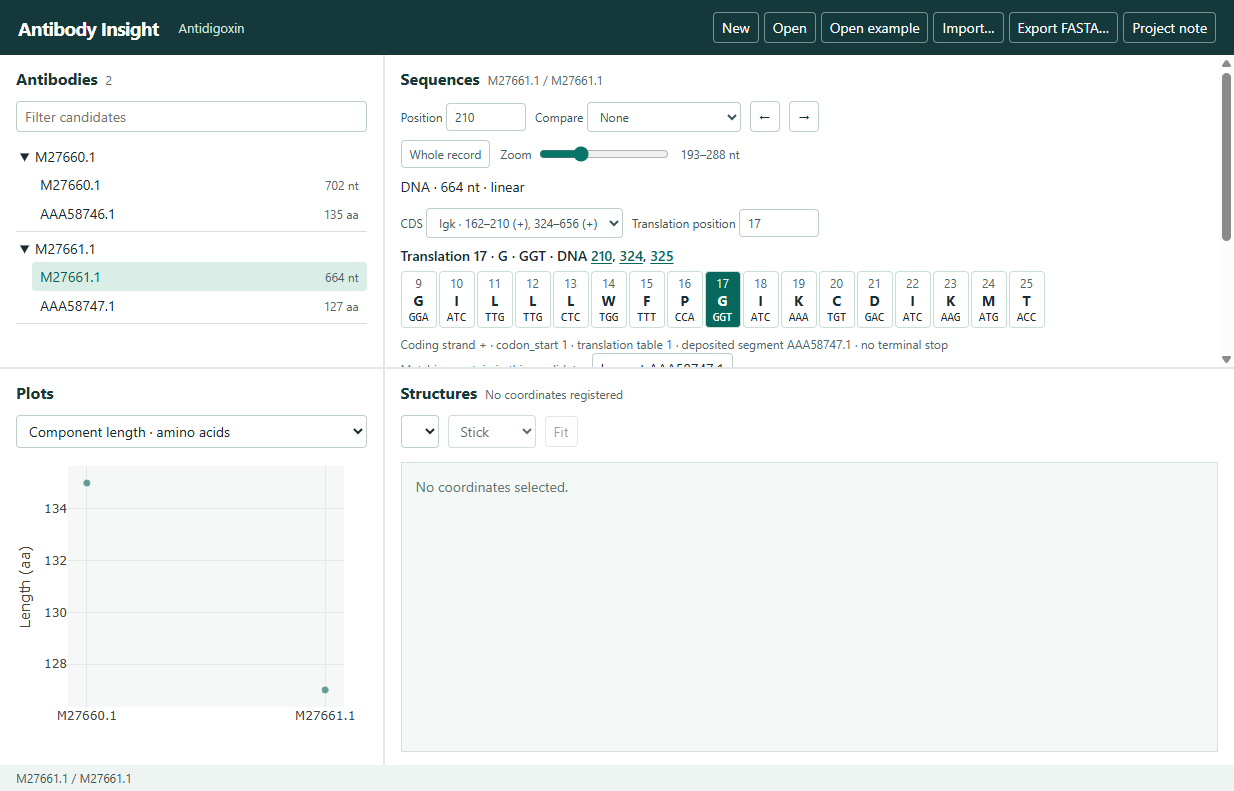 Antibody Insight Antidigoxin New Open Open example Import... Export FASTA... Project note
Antibodies 2
Filter candidates
▼ M27660.1
M27660.1 702 nt
AAA58746.1 135 aa
▼ M27661.1
M27661.1 664 nt
AAA58747.1 127 aa
Sequences M27661.1 / M27661.1
Position 210 Compare None ← →
Whole record Zoom 193–288 nt
DNA · 664 nt · linear
CDS Igk · 162–210 (+), 324–656 (+) Translation position 17
Translation 17 · G · GGT · DNA 210, 324, 325
9 10 11 12 13 14 15 16 17 18 19 20 21 22 23 24 25
G I L L L W F P G I K C D I K M T
GGA ATC TTG TTG CTC TGG TTT CCA GGT ATC AAA TGT GAC ATC AAG ATG ACC
Coding strand + · codon_start 1 · translation table 1 · deposited segment AAA58747.1 · no terminal stop
Plots
Component length · amino acids
Length (aa)
134
132
130
128
M27660.1 M27661.1
Structures No coordinates registered
Stick Fit
No coordinates selected.
M27661.1 / M27661.1